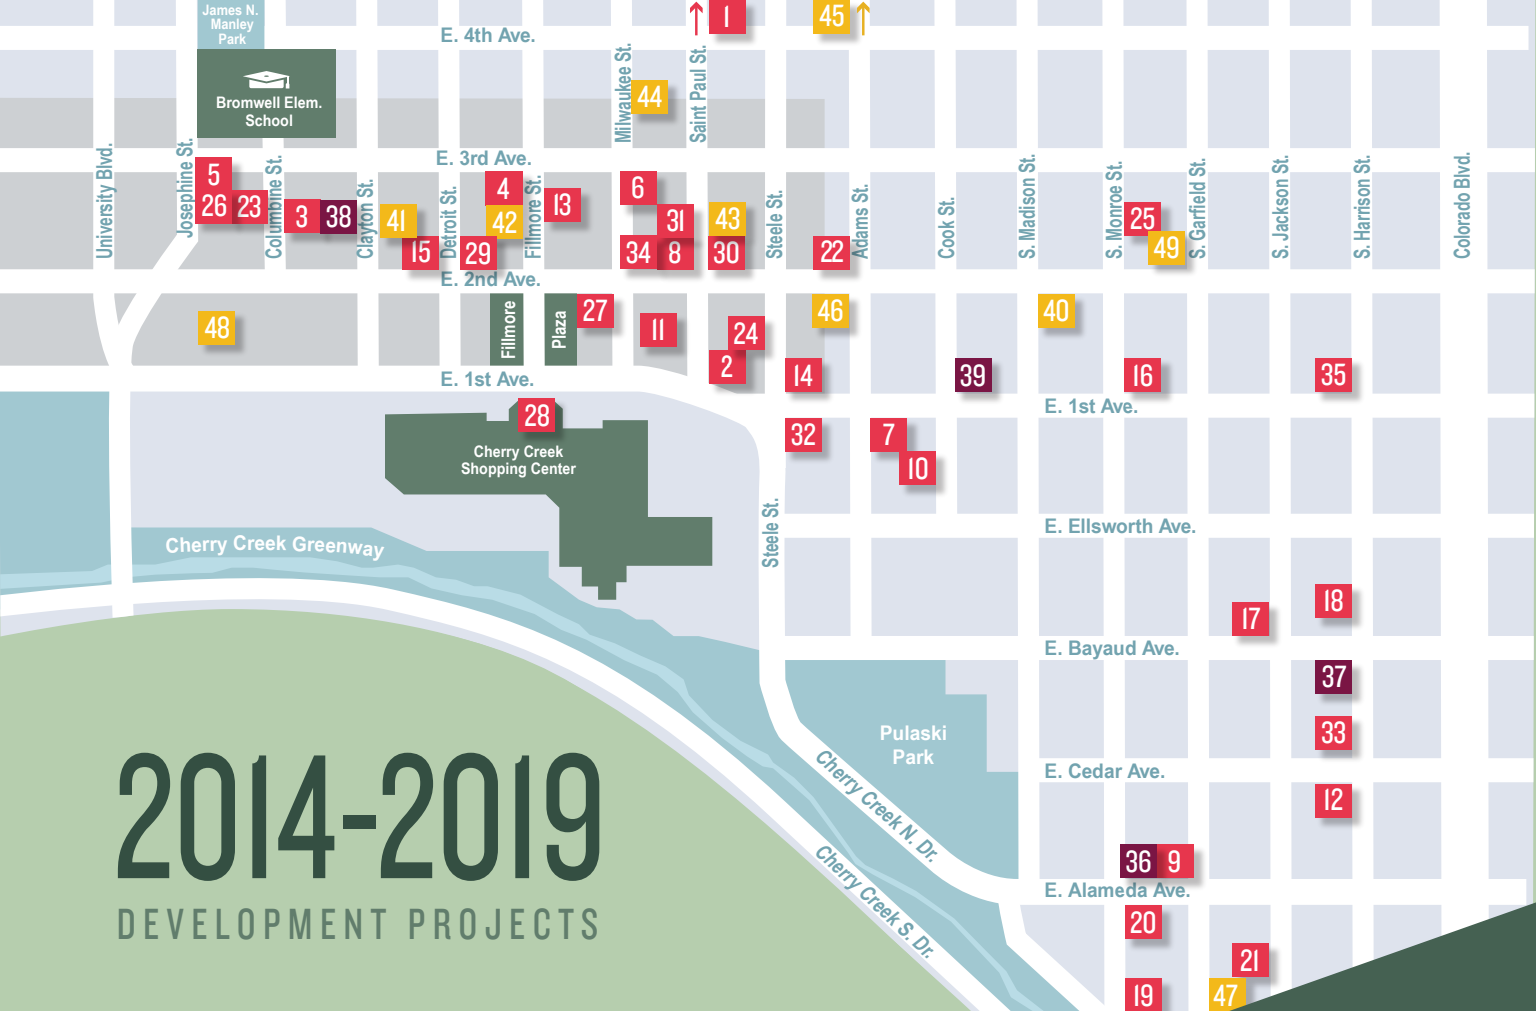 James N.
Manley
Park
1
45
E. 4th Ave.
Bromwell Elem.
School
Milwaukee St.
44
Saint Paul St.
E. 3rd Ave.
University Blvd.
Josephine St.
5
26
23
Columbine St.
3
38
Clayton St.
41
15
Detroit St.
4
42
29
Fillmore St.
13
6
31
34
8
43
30
Steele St.
22
Adams St.
Cook St.
S. Madison St.
S. Monroe St.
25
49
S. Garfield St.
S. Jackson St.
S. Harrison St.
Colorado Blvd.
E. 2nd Ave.
48
Fillmore
Plaza
27
11
24
2
46
14
39
40
16
35
E. 1st Ave.
E. 1st Ave.
28
Cherry Creek
Shopping Center
32
7
10
Steele St.
E. Ellsworth Ave.
Cherry Creek Greenway
18
17
E. Bayaud Ave.
37
33
Pulaski
Park
E. Cedar Ave.
12
Cherry Creek N. Dr.
Cherry Creek S. Dr.
36
9
E. Alameda Ave.
20
21
19
47
2014-2019
DEVELOPMENT PROJECTS